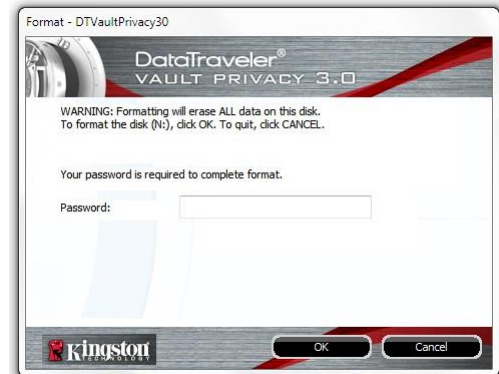 Format - DTVaultPrivacy30
DataTraveler®
VAULT PRIVACY 3.0
WARNING: Formatting will erase ALL data on this disk.
To format the disk (N:), click OK. To quit, click CANCEL.
Your password is required to complete format.
Password:
Kingston
TECHNOLOGY
OK
Cancel